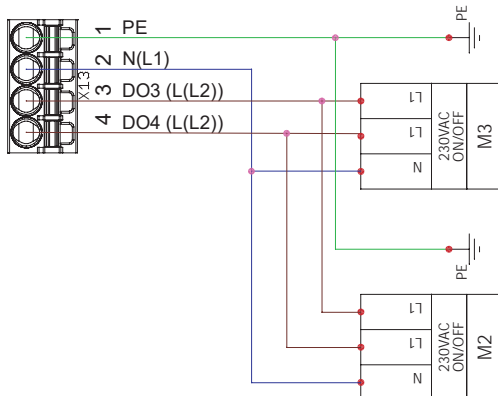 1 PE
2 N(L1)
3 DO3 (L(L2))
4 DO4 (L(L2))
X13
PE
L1
L1
N
230VAC
ON/OFF
M3
PE
L1
L1
N
230VAC
ON/OFF
M2